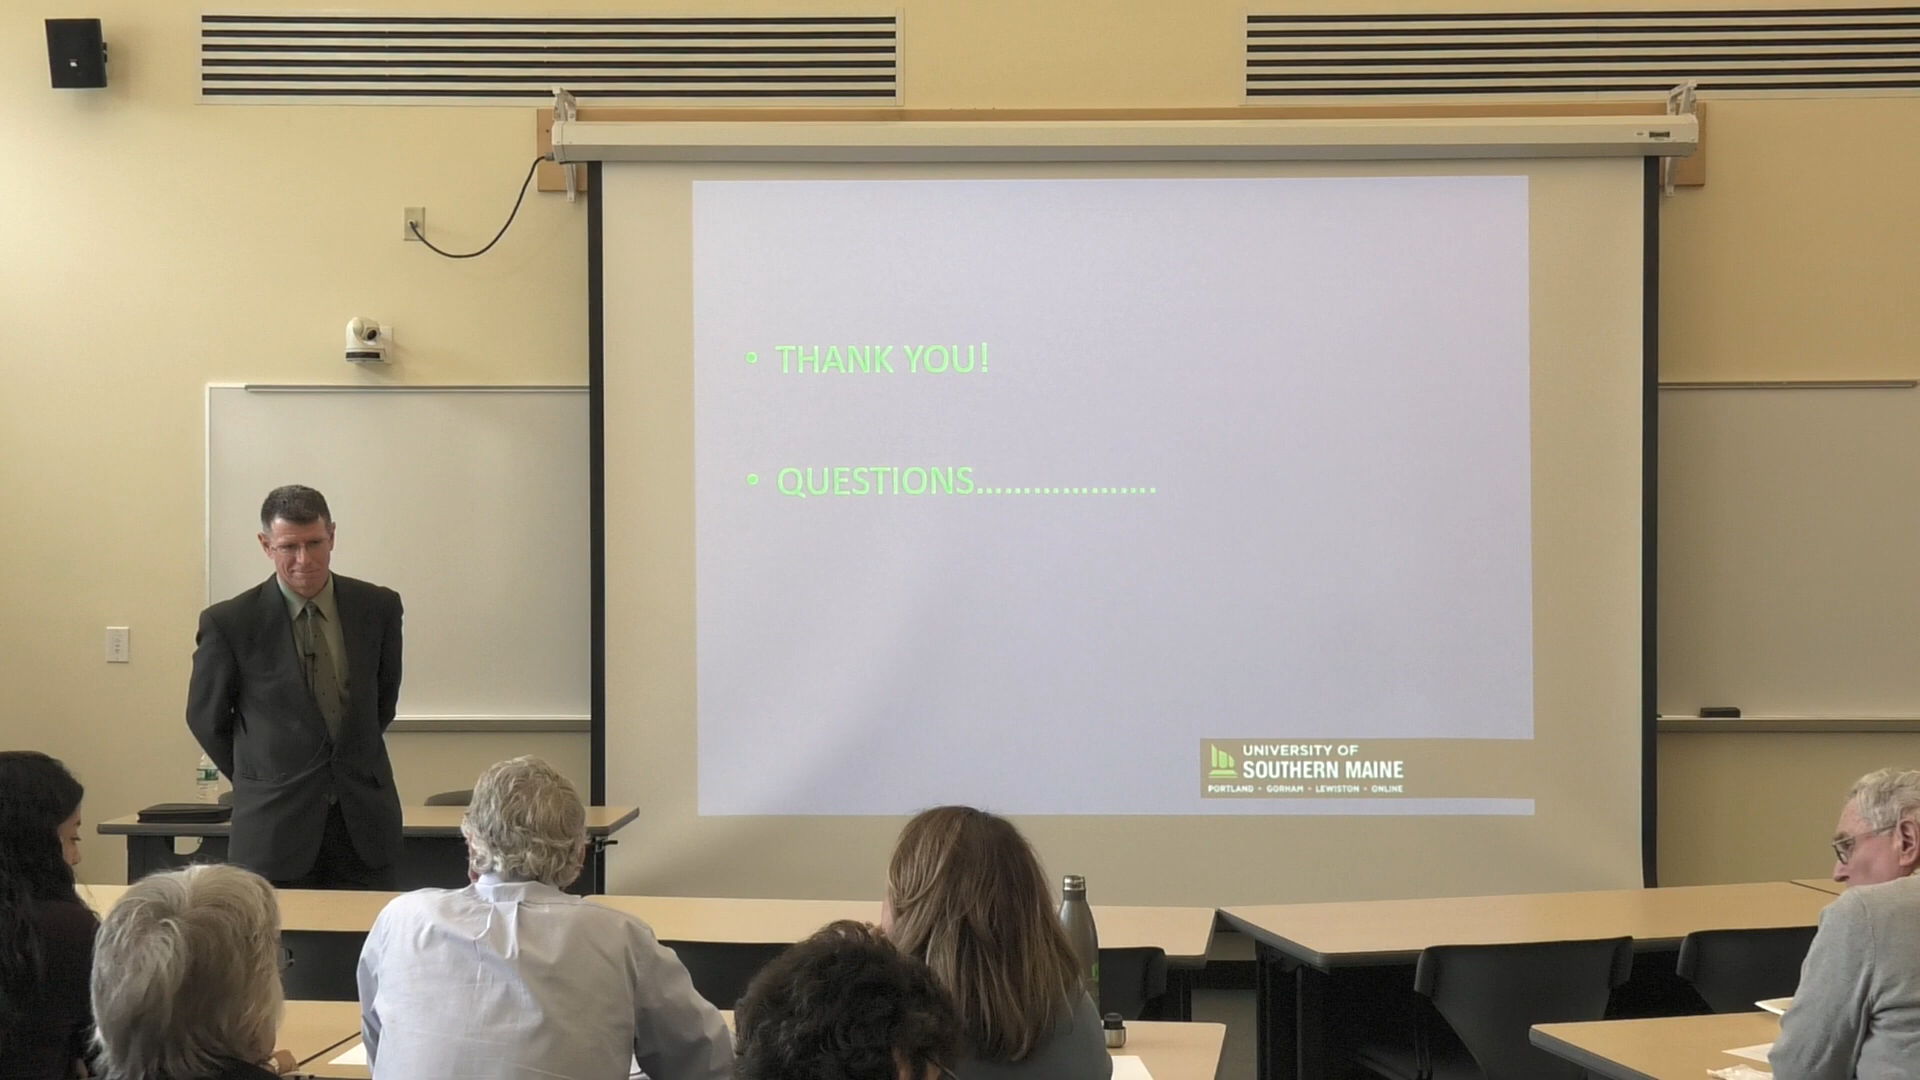 • THANK YOU!
• QUESTIONS...................
UNIVERSITY OF
SOUTHERN MAINE
PORTLAND • GORHAM • LEWISTON • ONLINE